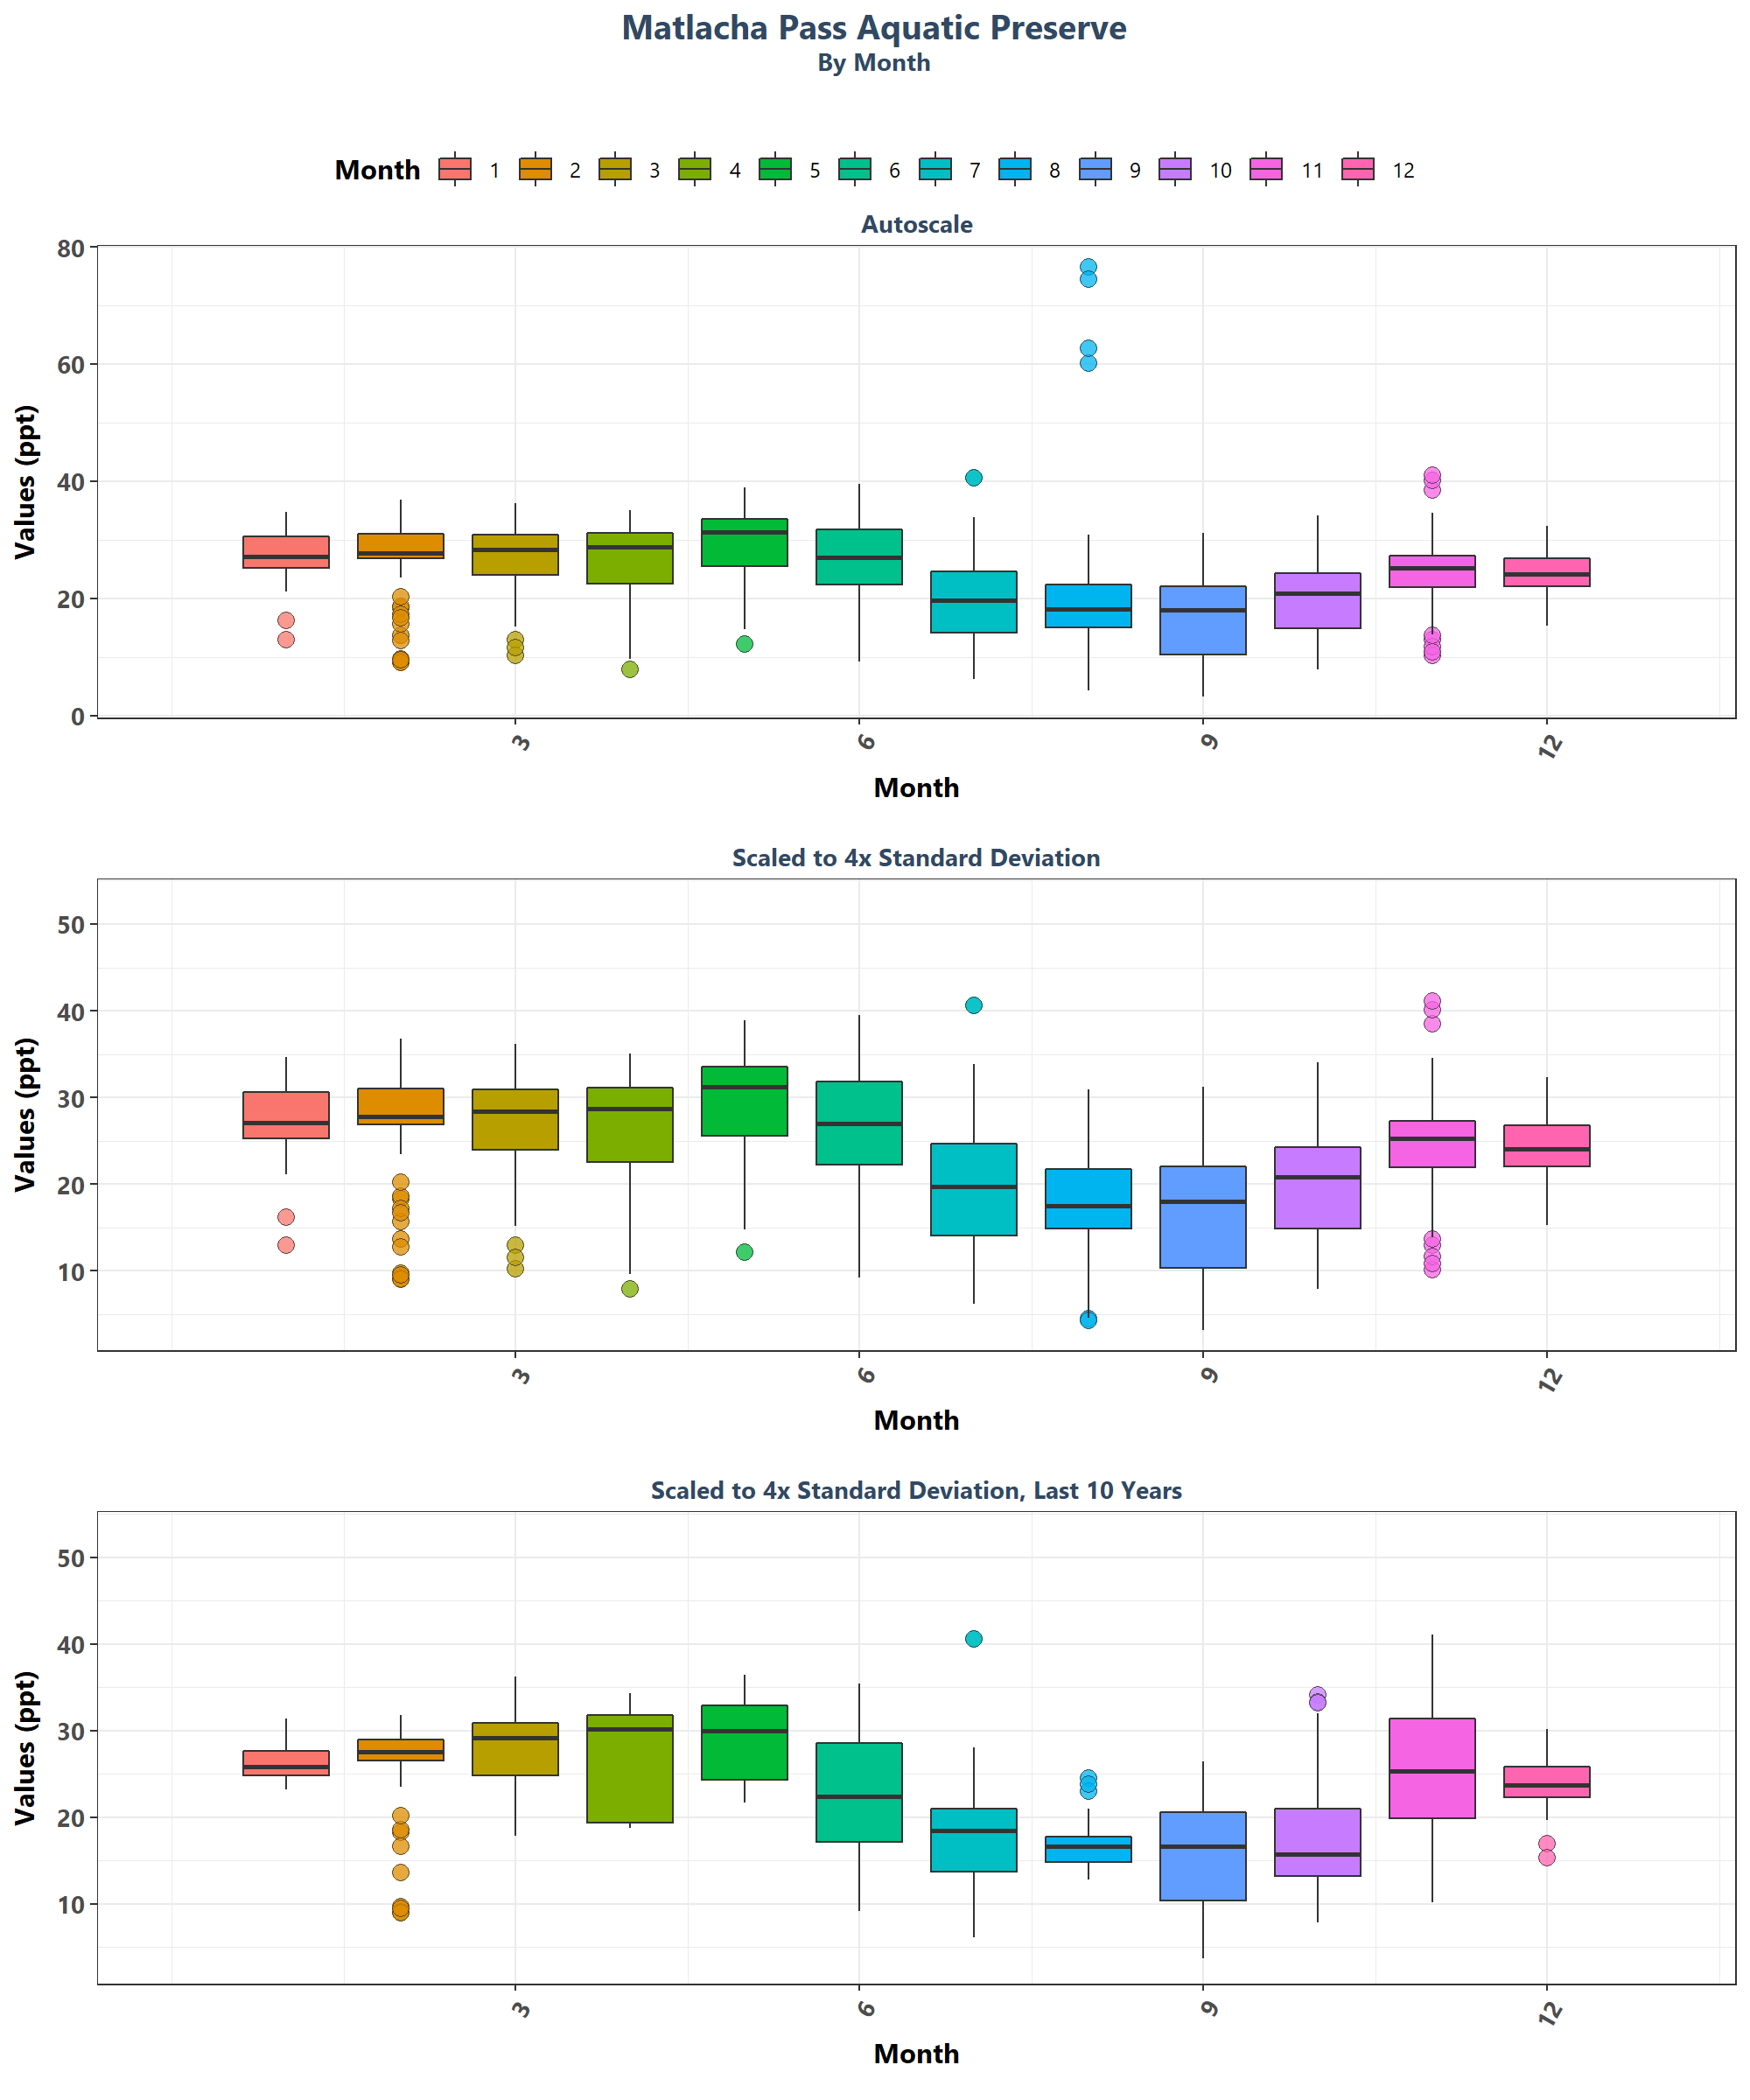 Matlacha Pass Aquatic Preserve
By Month
Month 1 2 3 4 5 6 7 8 9 10 11 12
Autoscale
Values (ppt)
80
60
40
20
0
3 6 9 12
Month
Scaled to 4x Standard Deviation
Values (ppt)
50
40
30
20
10
3 6 9 12
Month
Scaled to 4x Standard Deviation, Last 10 Years
Values (ppt)
50
40
30
20
10
3 6 9 12
Month